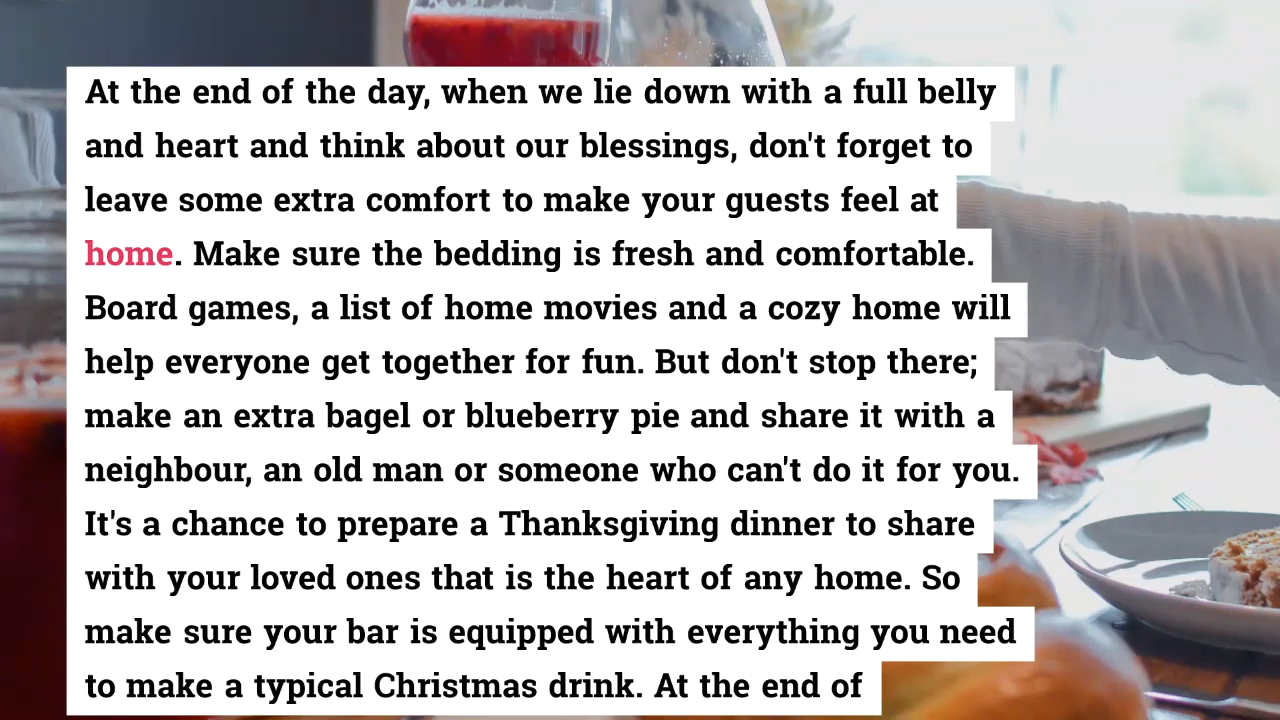 At the end of the day, when we lie down with a full belly
and heart and think about our blessings, don't forget to
leave some extra comfort to make your guests feel at
home. Make sure the bedding is fresh and comfortable.
Board games, a list of home movies and a cozy home will
help everyone get together for fun. But don't stop there;
make an extra bagel or blueberry pie and share it with a
neighbour, an old man or someone who can't do it for you.
It's a chance to prepare a Thanksgiving dinner to share
with your loved ones that is the heart of any home. So
make sure your bar is equipped with everything you need
to make a typical Christmas drink. At the end of